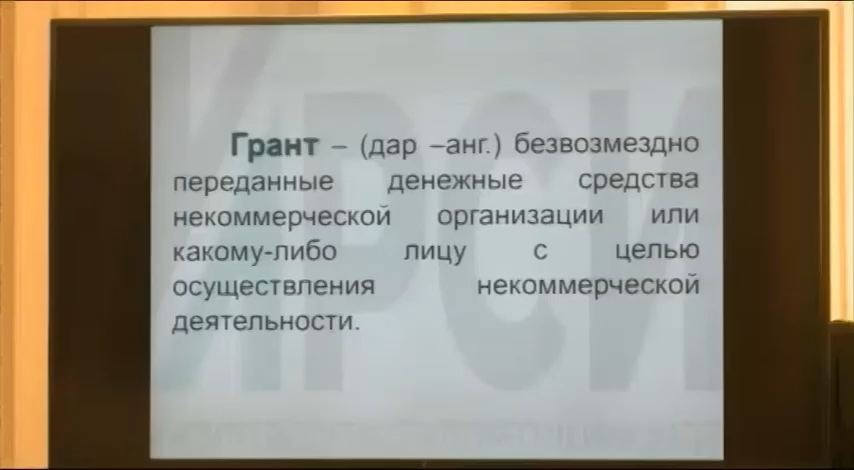 Грант – (дар –анг.) безвозмездно
переданные денежные средства
некоммерческой организации или
какому-либо лицу с целью
осуществления некоммерческой
деятельности.